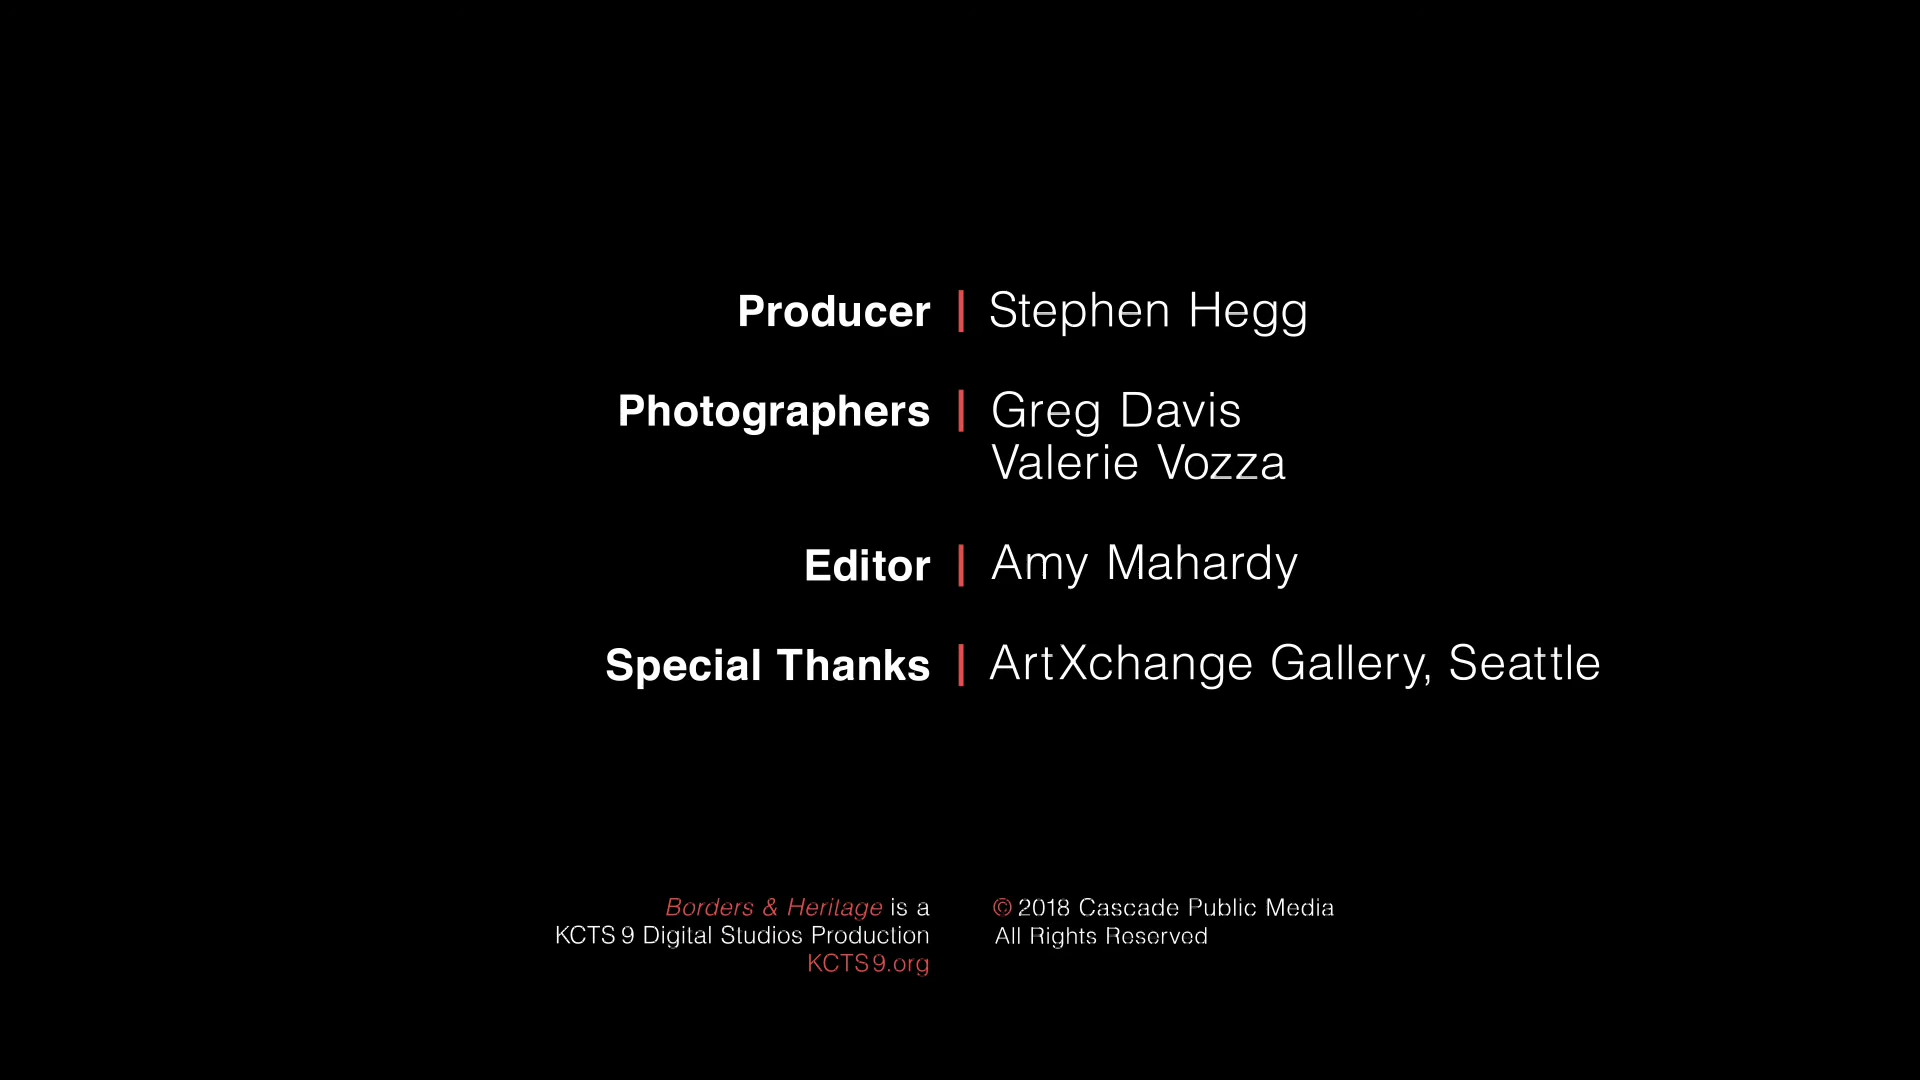 Producer | Stephen Hegg
Photographers | Greg Davis
Valerie Vozza
Editor | Amy Mahardy
Special Thanks | ArtXchange Gallery, Seattle
Borders & Heritage is a
KCTS 9 Digital Studios Production
KCTS9.org
© 2018 Cascade Public Media
All Rights Reserved